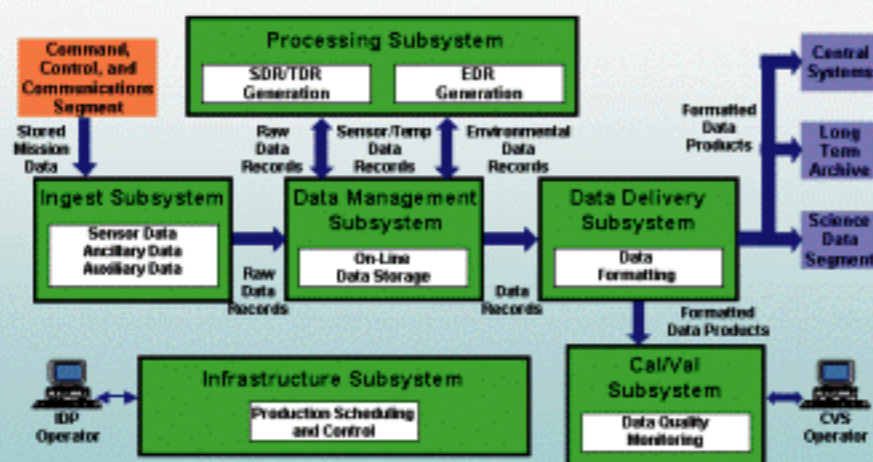 Command,
Control, and
Communications
Segment
Processing Subsystem
SDR/TDR
Generation
EDR
Generation
Central
Systems
Stored
Mission
Data
Raw
Data
Records
Sensor/Temp
Data
Records
Environmental
Data
Records
Formatted
Data
Products
Long
Term
Archive
Ingest Subsystem
Sensor Data
Ancillary Data
Auxiliary Data
Data Management
Subsystem
On-Line
Data Storage
Data Delivery
Subsystem
Data
Formatting
Science
Data
Segment
Raw
Data
Records
Data
Records
Formatted
Data Products
IDP
Operator
Infrastructure Subsystem
Production Scheduling
and Control
Cal/Val
Subsystem
Data Quality
Monitoring
CVS
Operator